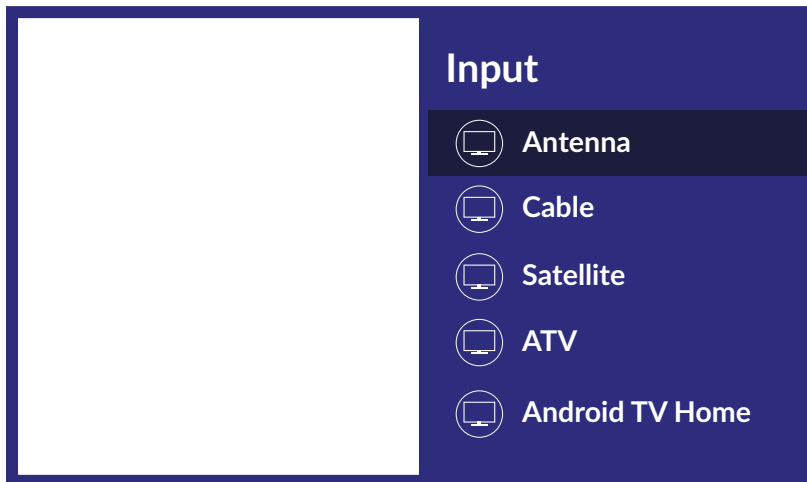 Input
Antenna
Cable
Satellite
ATV
Android TV Home